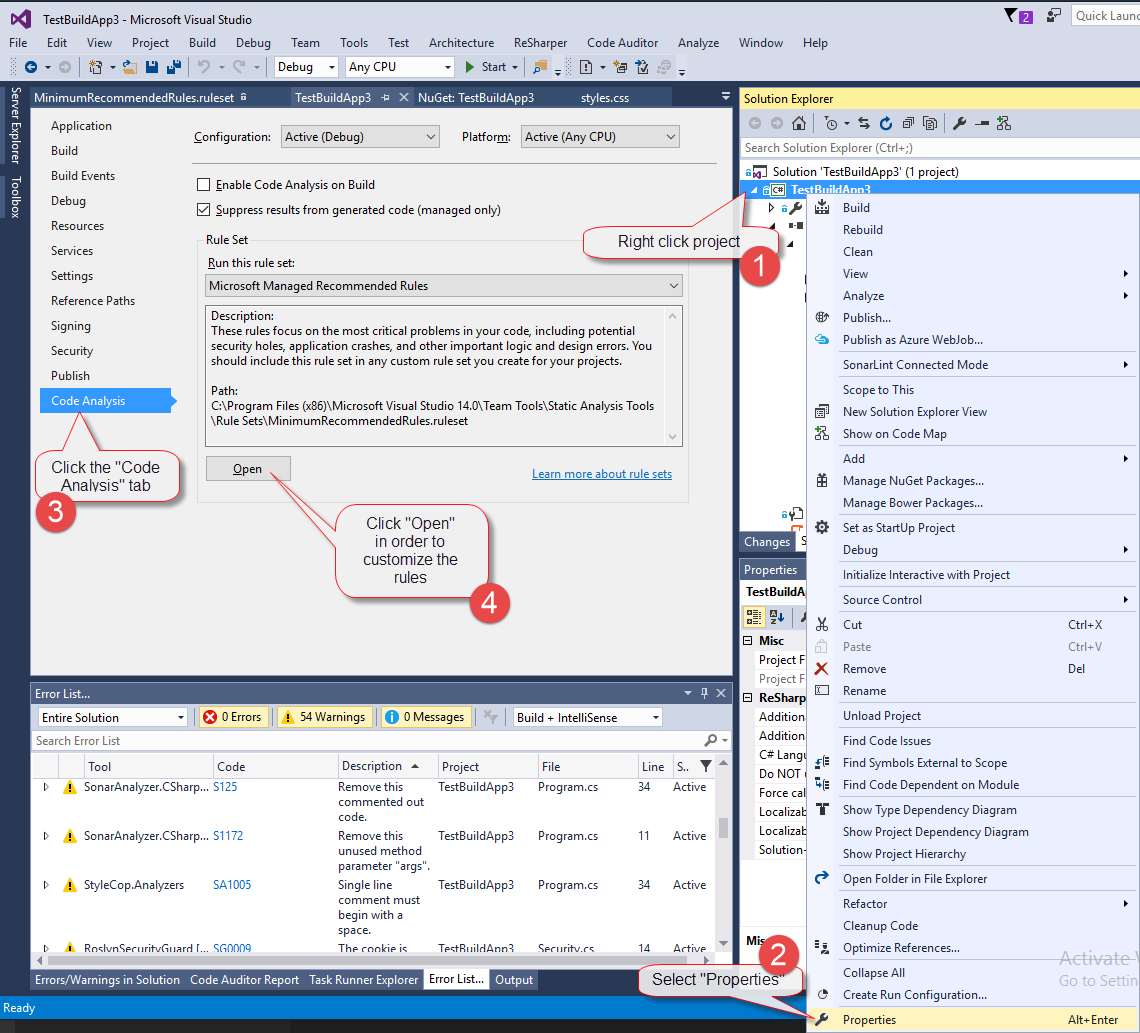 TestBuildApp3 - Microsoft Visual Studio
2
Quick Launc
File Edit View Project Build Debug Team Tools Test Architecture ReSharper Code Auditor Analyze Window Help
Debug Any CPU Start
Server Explorer
Toolbox
MinimumRecommendedRules.ruleset TestBuildApp3 NuGet: TestBuildApp3 styles.css
Application
Build
Build Events
Debug
Resources
Services
Settings
Reference Paths
Signing
Security
Publish
Code Analysis
Configuration: Active (Debug) Platform: Active (Any CPU)
Enable Code Analysis on Build
Suppress results from generated code (managed only)
Rule Set
Run this rule set:
Microsoft Managed Recommended Rules
Description:
These rules focus on the most critical problems in your code, including potential
security holes, application crashes, and other important logic and design errors. You
should include this rule set in any custom rule set you create for your projects.
Path:
C:\Program Files (x86)\Microsoft Visual Studio 14.0\Team Tools\Static Analysis Tools
\Rule Sets\MinimumRecommendedRules.ruleset
Open
Learn more about rule sets
Right click project
1
Click the "Code
Analysis" tab
3
Click "Open"
in order to
customize the
rules
4
Solution Explorer
Search Solution Explorer (Ctrl+;)
Solution 'TestBuildApp3' (1 project)
C# TestBuildApp3
Changes S
Properties
TestBuildA
Misc
Project F
Project F
ReSharp
Addition
Addition
C# Langu
Do NOT
Force cal
Localizab
Localizab
Solution-
Mis
Build
Rebuild
Clean
View
Analyze
Publish...
Publish as Azure WebJob...
SonarLint Connected Mode
Scope to This
New Solution Explorer View
Show on Code Map
Add
Manage NuGet Packages...
Manage Bower Packages...
Set as StartUp Project
Debug
Initialize Interactive with Project
Source Control
Cut Ctrl+X
Paste Ctrl+V
Remove Del
Rename
Unload Project
Find Code Issues
Find Symbols External to Scope
Find Code Dependent on Module
Show Type Dependency Diagram
Show Project Dependency Diagram
Show Project Hierarchy
Open Folder in File Explorer
Refactor
Cleanup Code
Optimize References...
Collapse All
Create Run Configuration...
Properties Alt+Enter
Activate
Go to Settin
2
Select "Properties"
Error List...
Entire Solution 0 Errors 54 Warnings 0 Messages Build + IntelliSense
Search Error List
Tool Code Description Project File Line S..
SonarAnalyzer.CSharp... S125 Remove this TestBuildApp3 Program.cs 34 Active
commented out
code.
SonarAnalyzer.CSharp... S1172 Remove this TestBuildApp3 Program.cs 11 Active
unused method
parameter "args".
StyleCop.Analyzers SA1005 Single line TestBuildApp3 Program.cs 34 Active
comment must
begin with a
space.
RoslynSecurityGuard [... SG0009 The cookie is TestBuildApp3 Security.cs 14 Active
Errors/Warnings in Solution Code Auditor Report Task Runner Explorer Error List... Output
Ready